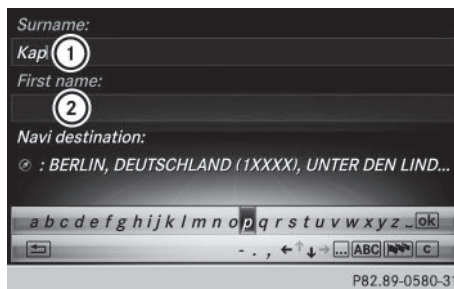 Surname:
Kap 1
First name:
2
Navi destination:
: BERLIN, DEUTSCHLAND (1XXXX), UNTER DEN LIND...
a b c d e f g h i j k l m n o p q r s t u v w x y z _ ok
- . , ← ↑ ↓ → ... ABC C
P82.89-0580-31